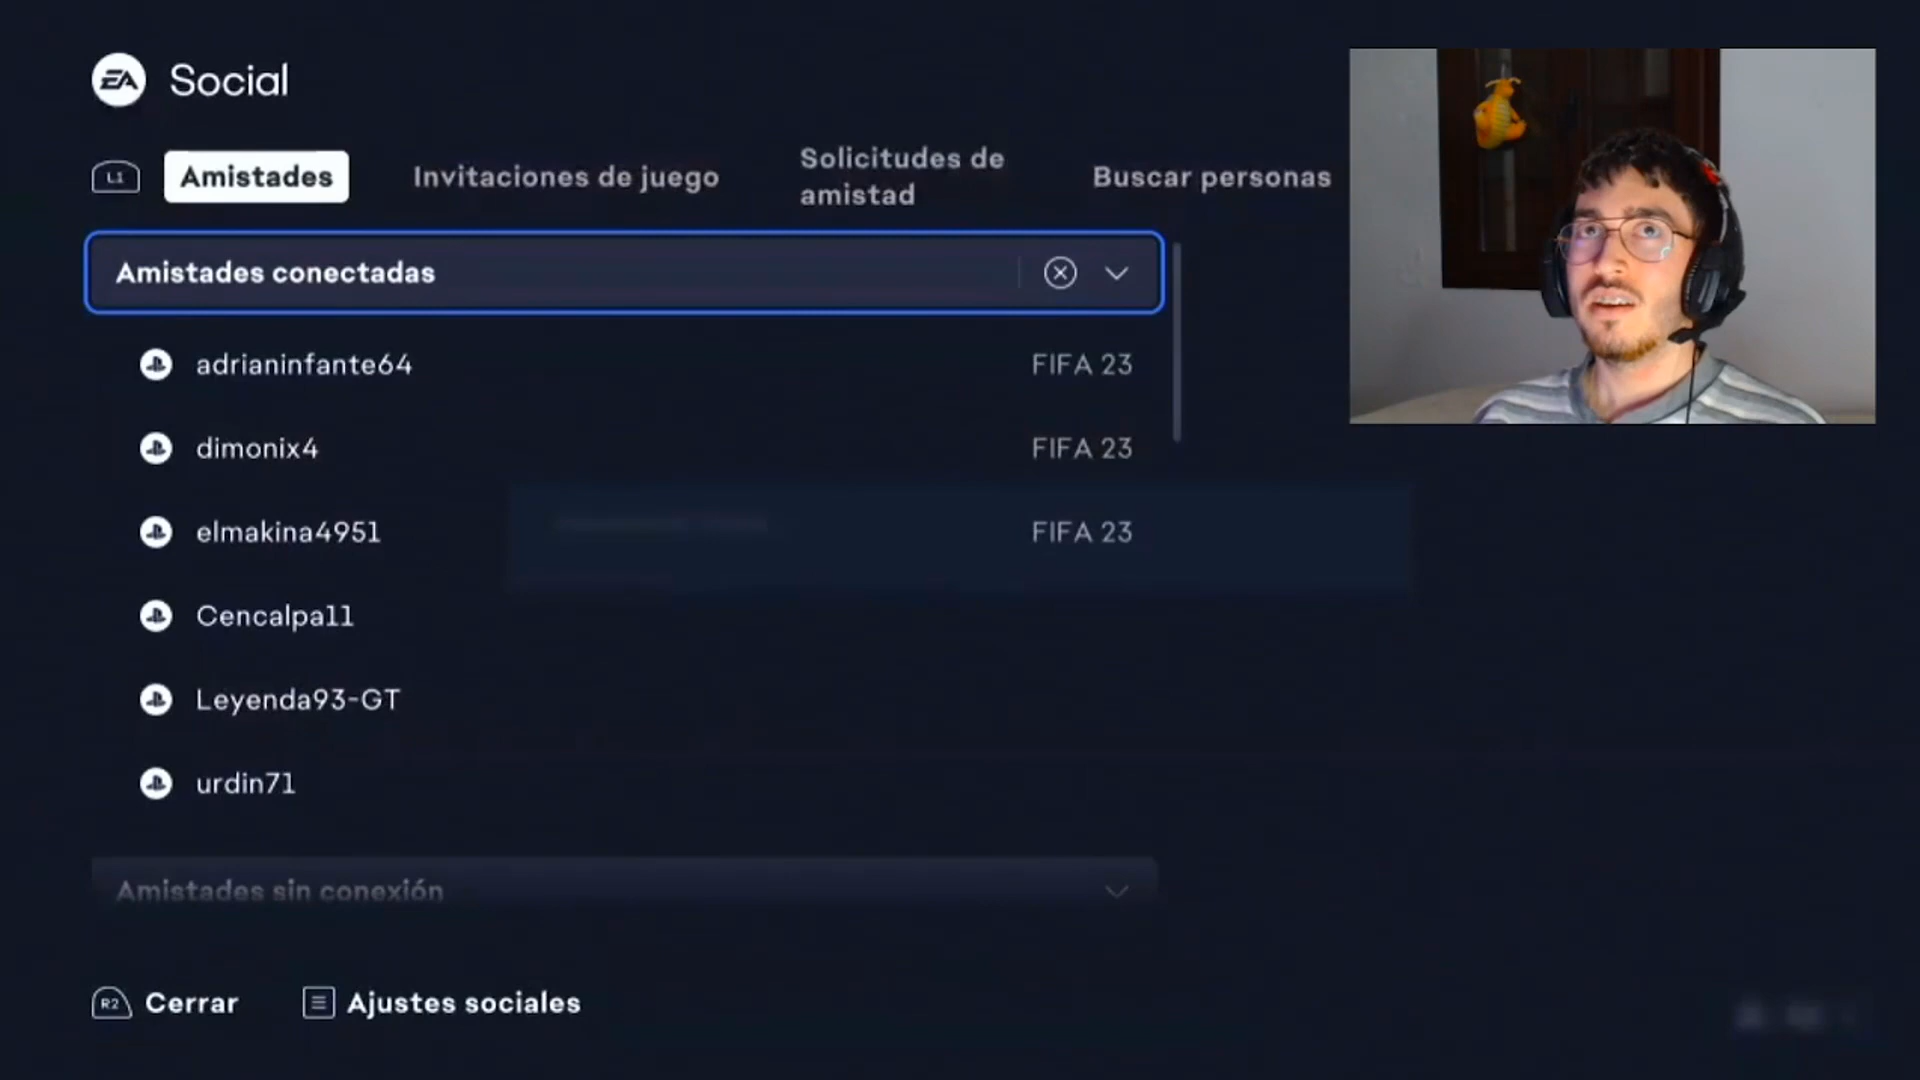 EA Social
L1 Amistades Invitaciones de juego Solicitudes de amistad Buscar personas
Amistades conectadas
adrianinfante64 FIFA 23
dimonix4 FIFA 23
elmakina4951 FIFA 23
Cencalpa11
Leyenda93-GT
urdin71
Amistades sin conexión
R2 Cerrar Ajustes sociales